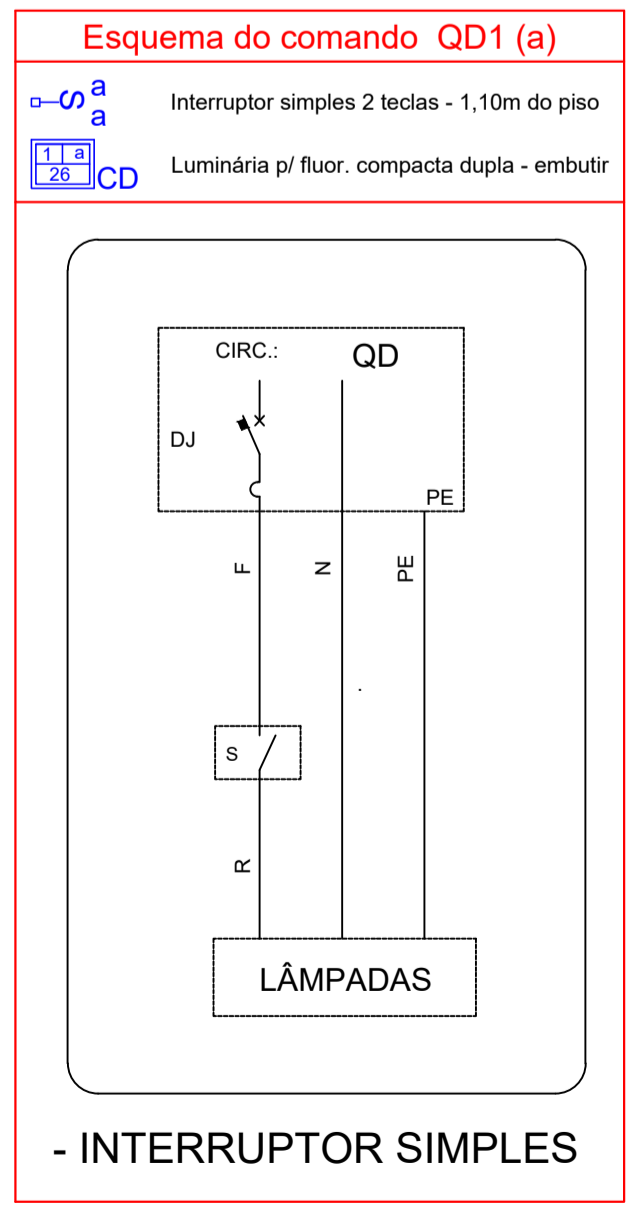 Esquema do comando QD1 (a)
S a
a
Interruptor simples 2 teclas - 1,10m do piso
1 a
26
CD
Luminária p/ fluor. compacta dupla - embutir
CIRC.: QD
DJ
PE
F N PE
S
R
LÂMPADAS
- INTERRUPTOR SIMPLES